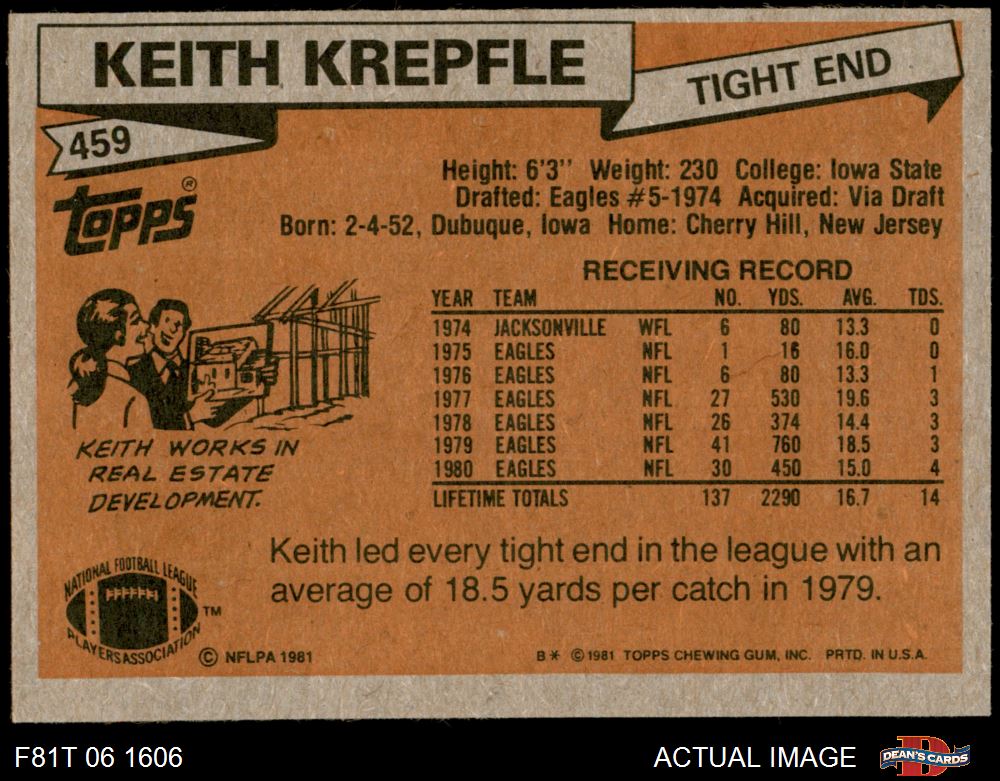 KEITH KREPFLE
TIGHT END
459
Topps®
Height: 6'3'' Weight: 230 College: Iowa State
Drafted: Eagles #5-1974 Acquired: Via Draft
Born: 2-4-52, Dubuque, Iowa Home: Cherry Hill, New Jersey
RECEIVING RECORD
YEAR TEAM NO. YDS. AVG. TDS.
1974 JACKSONVILLE WFL 6 80 13.3 0
1975 EAGLES NFL 1 16 16.0 0
1976 EAGLES NFL 6 80 13.3 1
1977 EAGLES NFL 27 530 19.6 3
1978 EAGLES NFL 26 374 14.4 3
1979 EAGLES NFL 41 760 18.5 3
1980 EAGLES NFL 30 450 15.0 4
LIFETIME TOTALS 137 2290 16.7 14
KEITH WORKS IN
REAL ESTATE
DEVELOPMENT.
Keith led every tight end in the league with an
average of 18.5 yards per catch in 1979.
NATIONAL FOOTBALL LEAGUE
PLAYERS ASSOCIATION
TM
© NFLPA 1981
B* © 1981 TOPPS CHEWING GUM, INC. PRTD. IN U.S.A.
F81T 06 1606
ACTUAL IMAGE
DEAN'S CARDS